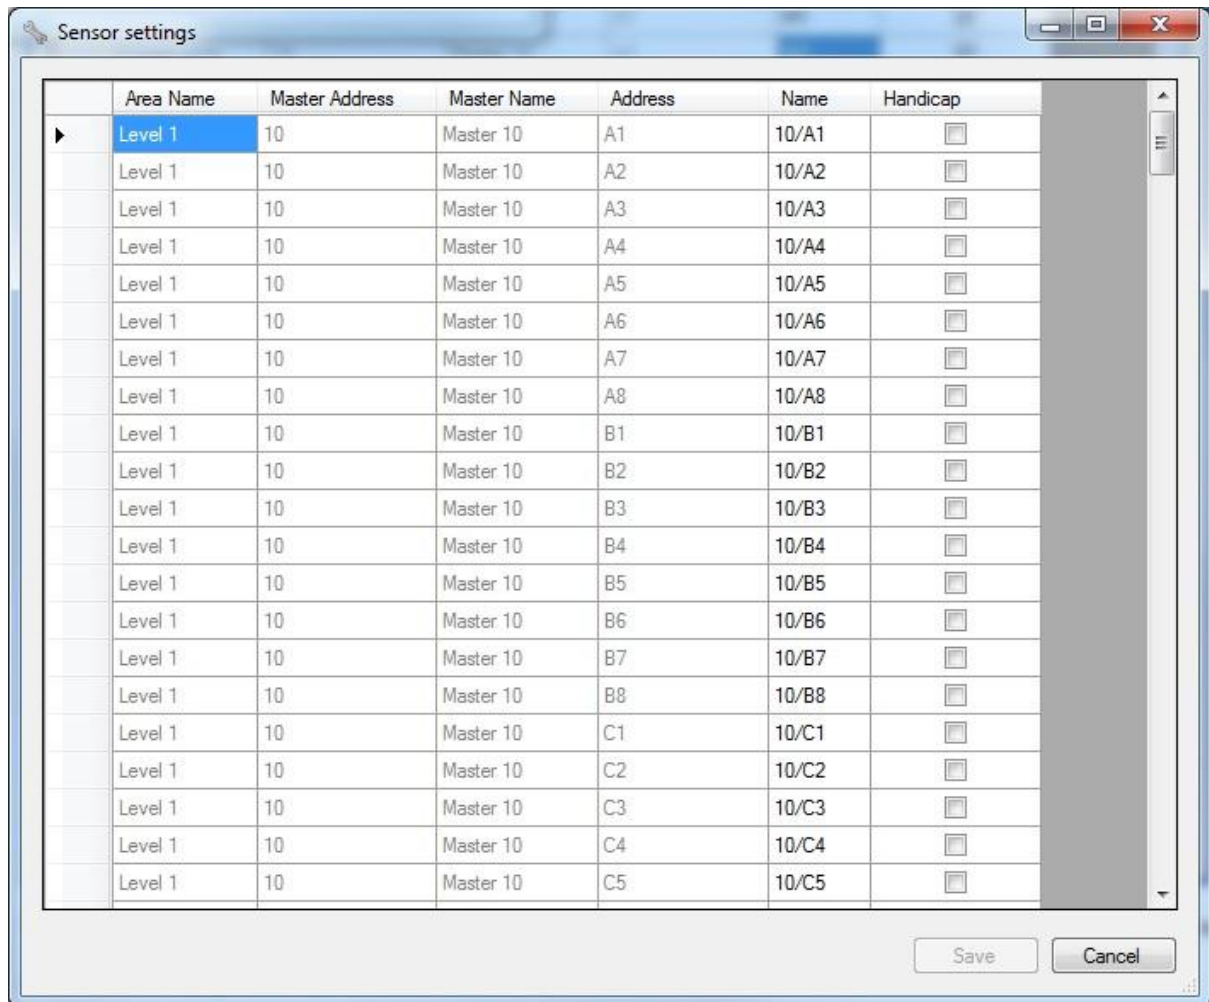 Sensor settings
Area Name Master Address Master Name Address Name Handicap
Level 1 10 Master 10 A1 10/A1
Level 1 10 Master 10 A2 10/A2
Level 1 10 Master 10 A3 10/A3
Level 1 10 Master 10 A4 10/A4
Level 1 10 Master 10 A5 10/A5
Level 1 10 Master 10 A6 10/A6
Level 1 10 Master 10 A7 10/A7
Level 1 10 Master 10 A8 10/A8
Level 1 10 Master 10 B1 10/B1
Level 1 10 Master 10 B2 10/B2
Level 1 10 Master 10 B3 10/B3
Level 1 10 Master 10 B4 10/B4
Level 1 10 Master 10 B5 10/B5
Level 1 10 Master 10 B6 10/B6
Level 1 10 Master 10 B7 10/B7
Level 1 10 Master 10 B8 10/B8
Level 1 10 Master 10 C1 10/C1
Level 1 10 Master 10 C2 10/C2
Level 1 10 Master 10 C3 10/C3
Level 1 10 Master 10 C4 10/C4
Level 1 10 Master 10 C5 10/C5
Save Cancel